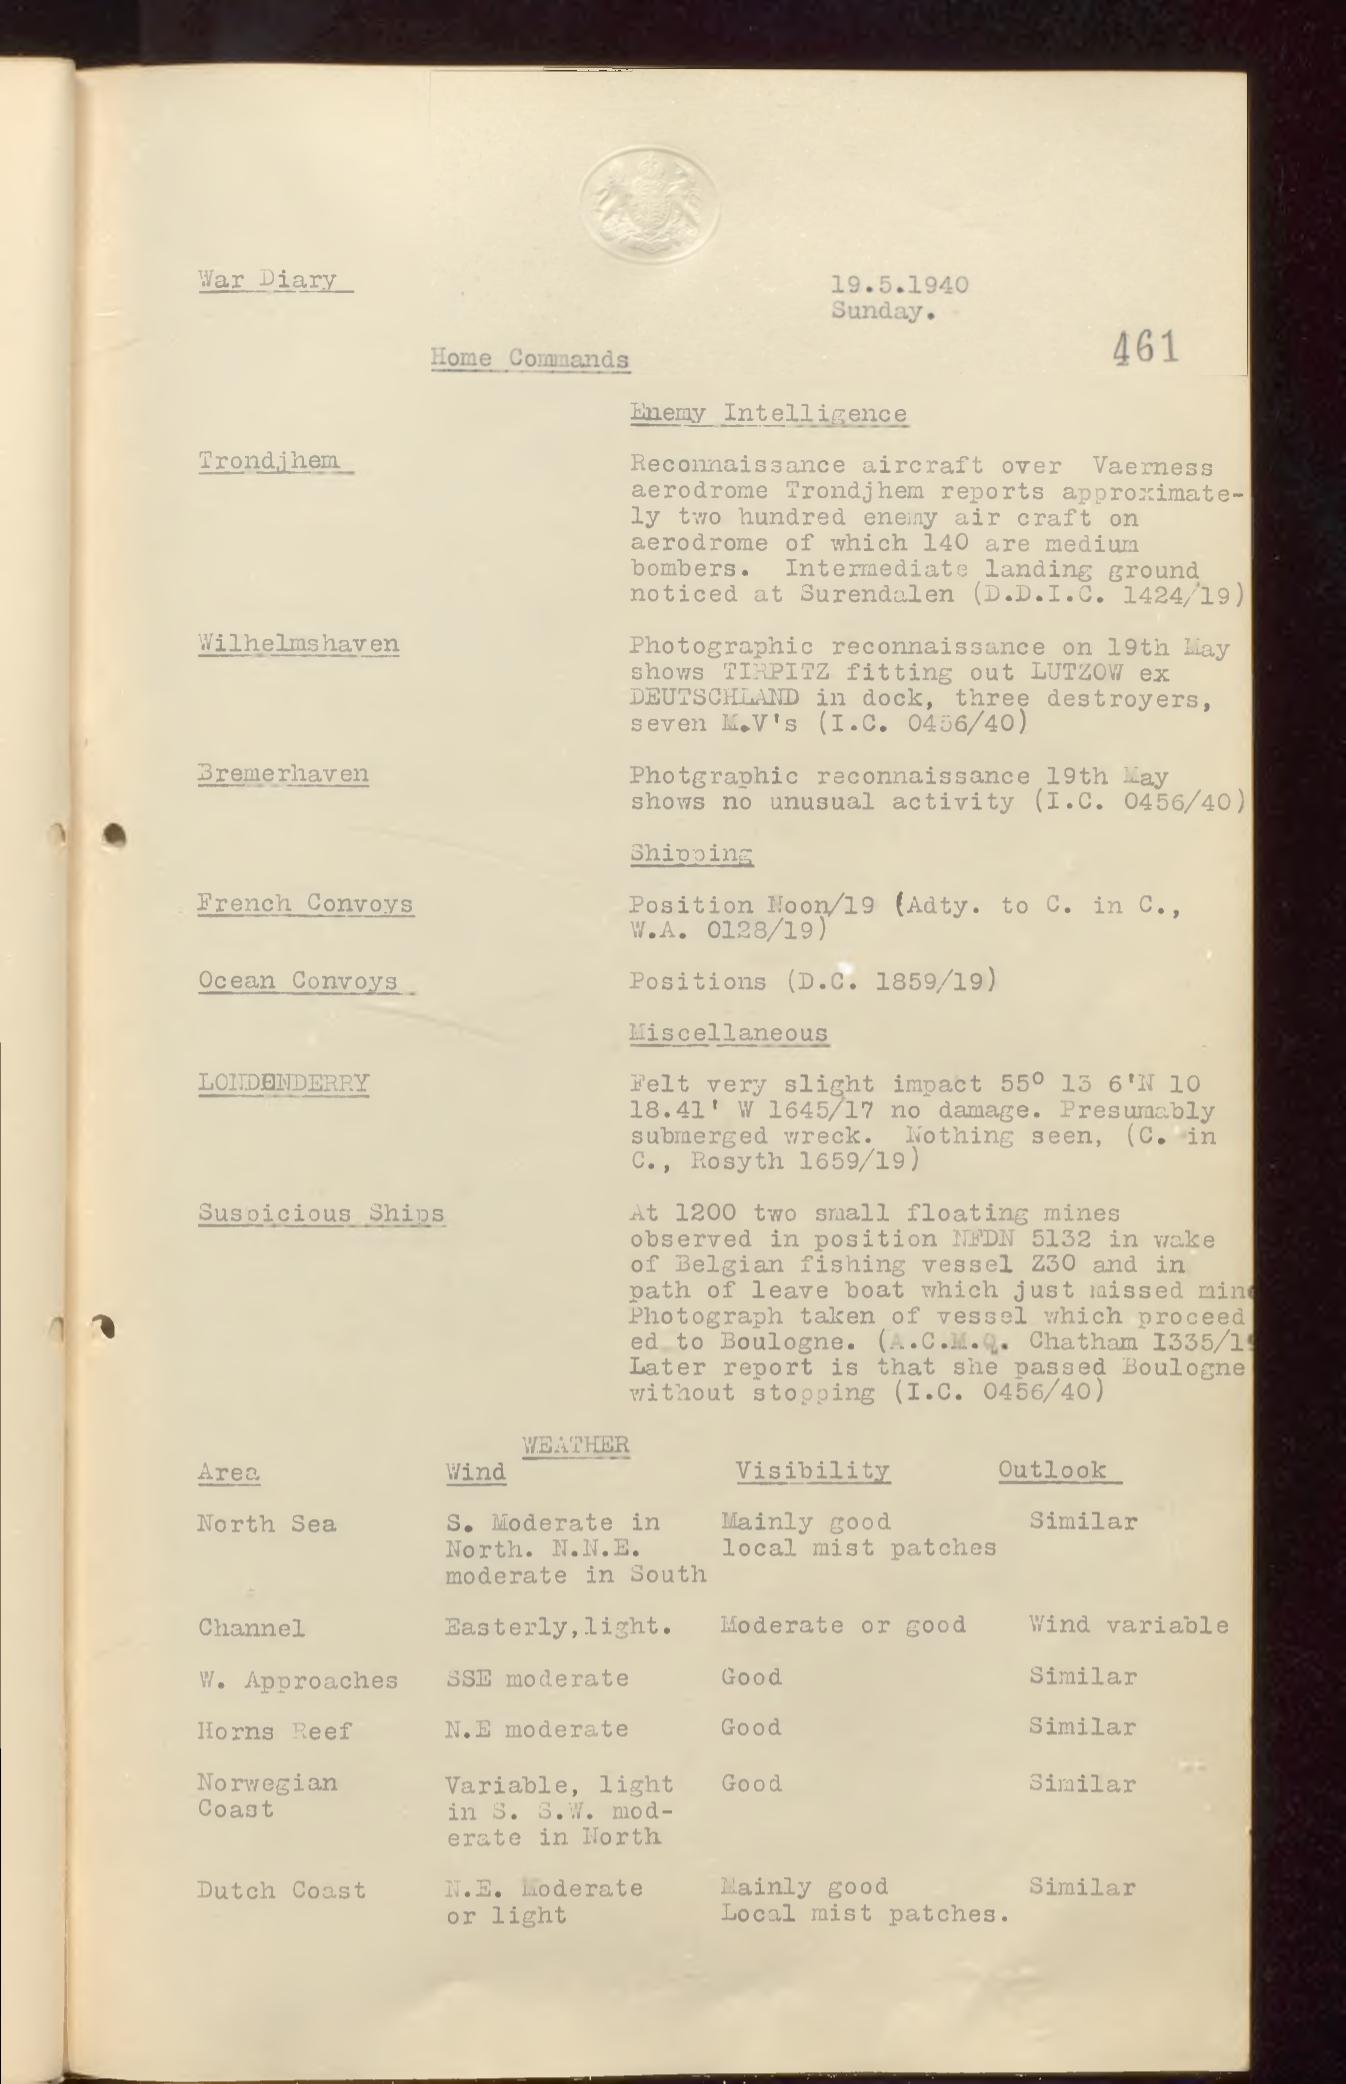 War Diary
19.5.1940
Sunday.
461
Home Commands
Enemy Intelligence
Trondjhem
Reconnaissance aircraft over Vaerness
aerodrome Trondjhem reports approximate-
ly two hundred enemy air craft on
aerodrome of which 140 are medium
bombers. Intermediate landing ground
noticed at Surendalen (D.D.I.C. 1424/19)
Wilhelmshaven
Photographic reconnaissance on 19th May
shows TIRPITZ fitting out LUTZOW ex
DEUTSCHLAND in dock, three destroyers,
seven M.V's (I.C. 0456/40)
Bremerhaven
Photgraphic reconnaissance 19th May
shows no unusual activity (I.C. 0456/40)
Shipping
French Convoys
Position Noon/19 (Adty. to C. in C.,
W.A. 0128/19)
Ocean Convoys
Positions (D.C. 1859/19)
Miscellaneous
LONDONDERRY
Felt very slight impact 55º 13 6'N 10
18.41' W 1645/17 no damage. Presumably
submerged wreck. Nothing seen, (C. in
C., Rosyth 1659/19)
Suspicious Ships
At 1200 two small floating mines
observed in position NFDN 5132 in wake
of Belgian fishing vessel Z30 and in
path of leave boat which just missed mine
Photograph taken of vessel which proceed
ed to Boulogne. (A.C.M.Q. Chatham I335/19
Later report is that she passed Boulogne
without stopping (I.C. 0456/40)
WEATHER
Area Wind Visibility Outlook
North Sea S. Moderate in Mainly good Similar
North. N.N.E. local mist patches
moderate in South
Channel Easterly,light. Moderate or good Wind variable
W. Approaches SSE moderate Good Similar
Horns Reef N.E moderate Good Similar
Norwegian Variable, light Good Similar
Coast in S. S.W. mod-
erate in North
Dutch Coast N.E. Moderate Mainly good Similar
or light Local mist patches.